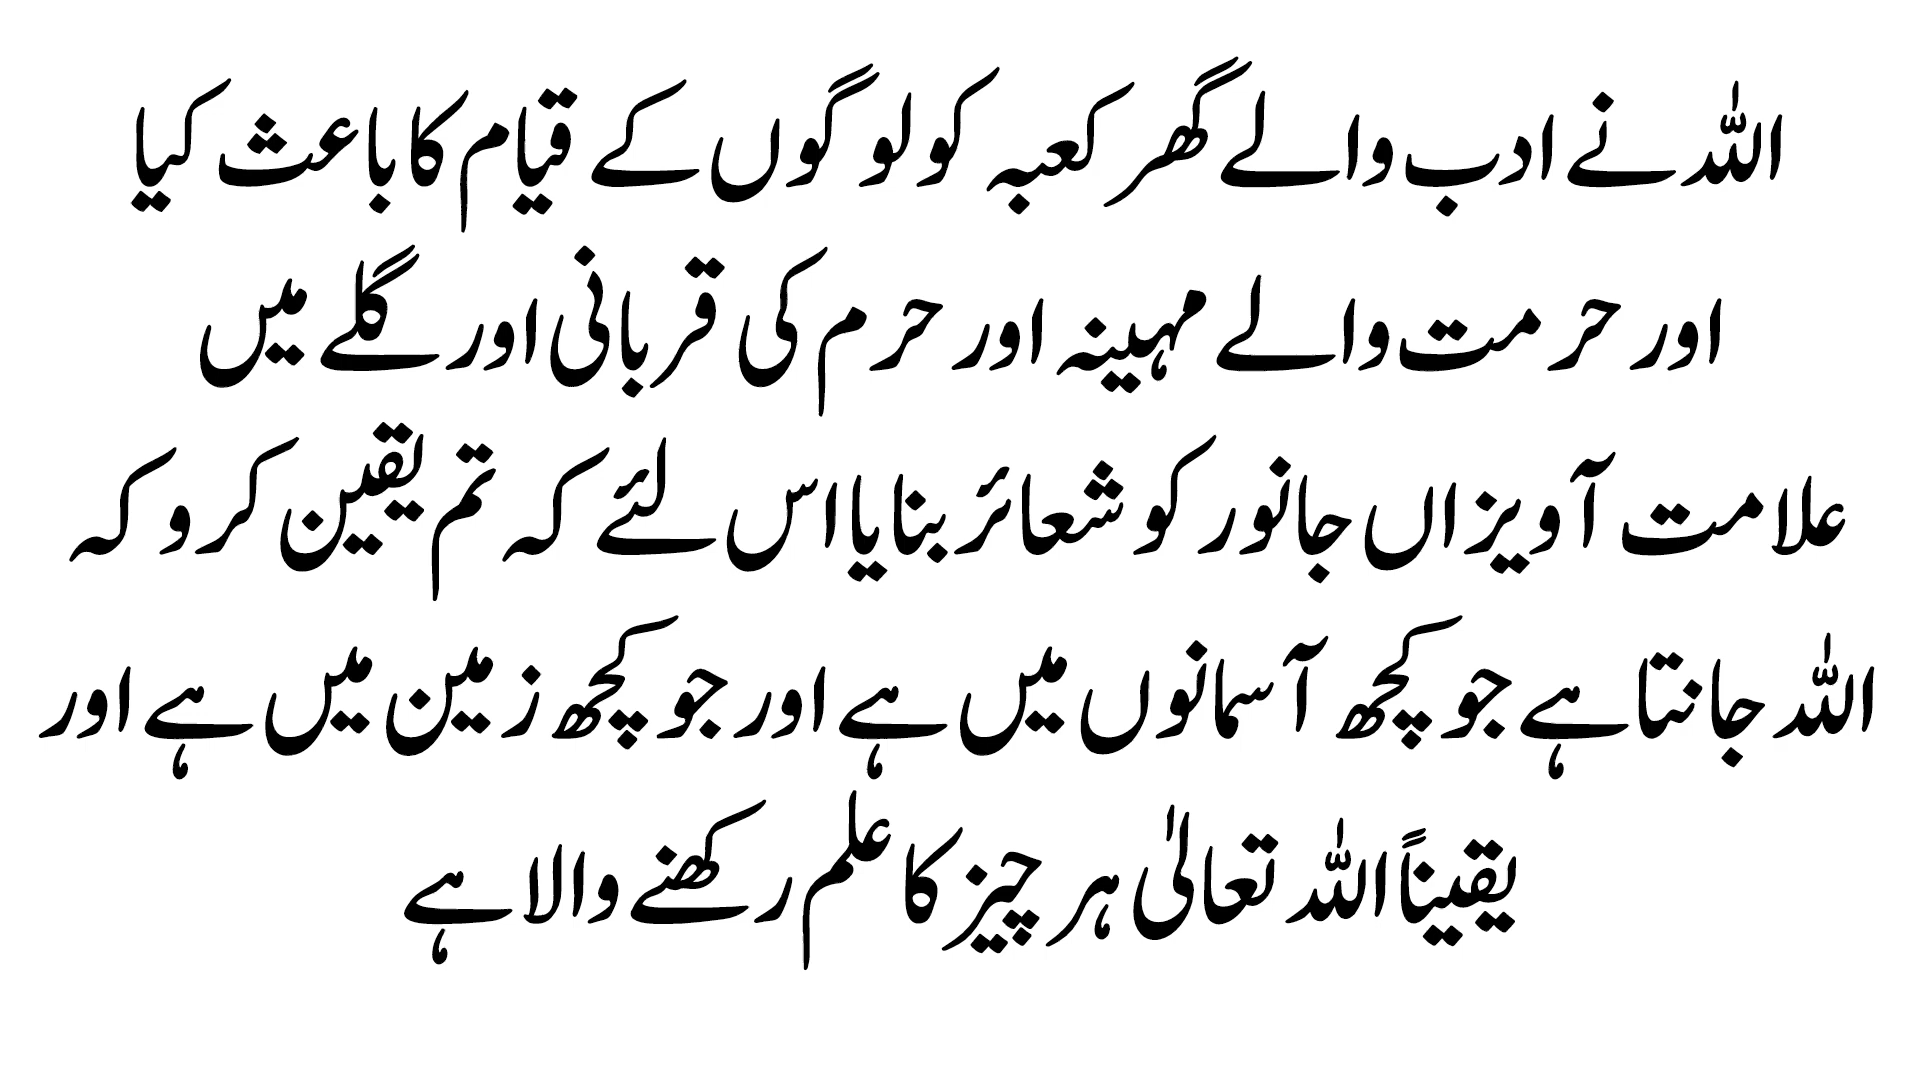 اللہ نے ادب والے گھر کعبہ کو لوگوں کے قیام کا باعث کیا
اور حرمت والے مہینہ اور حرم کی قربانی اور گلے میں
علامت آویزاں جانور کو شعائر بنایا اس لئے کہ تم یقین کرو کہ
اللہ جانتا ہے جو کچھ آسمانوں میں ہے اور جو کچھ زمین میں ہے اور
یقیناً اللہ تعالیٰ ہر چیز کا علم رکھنے والا ہے